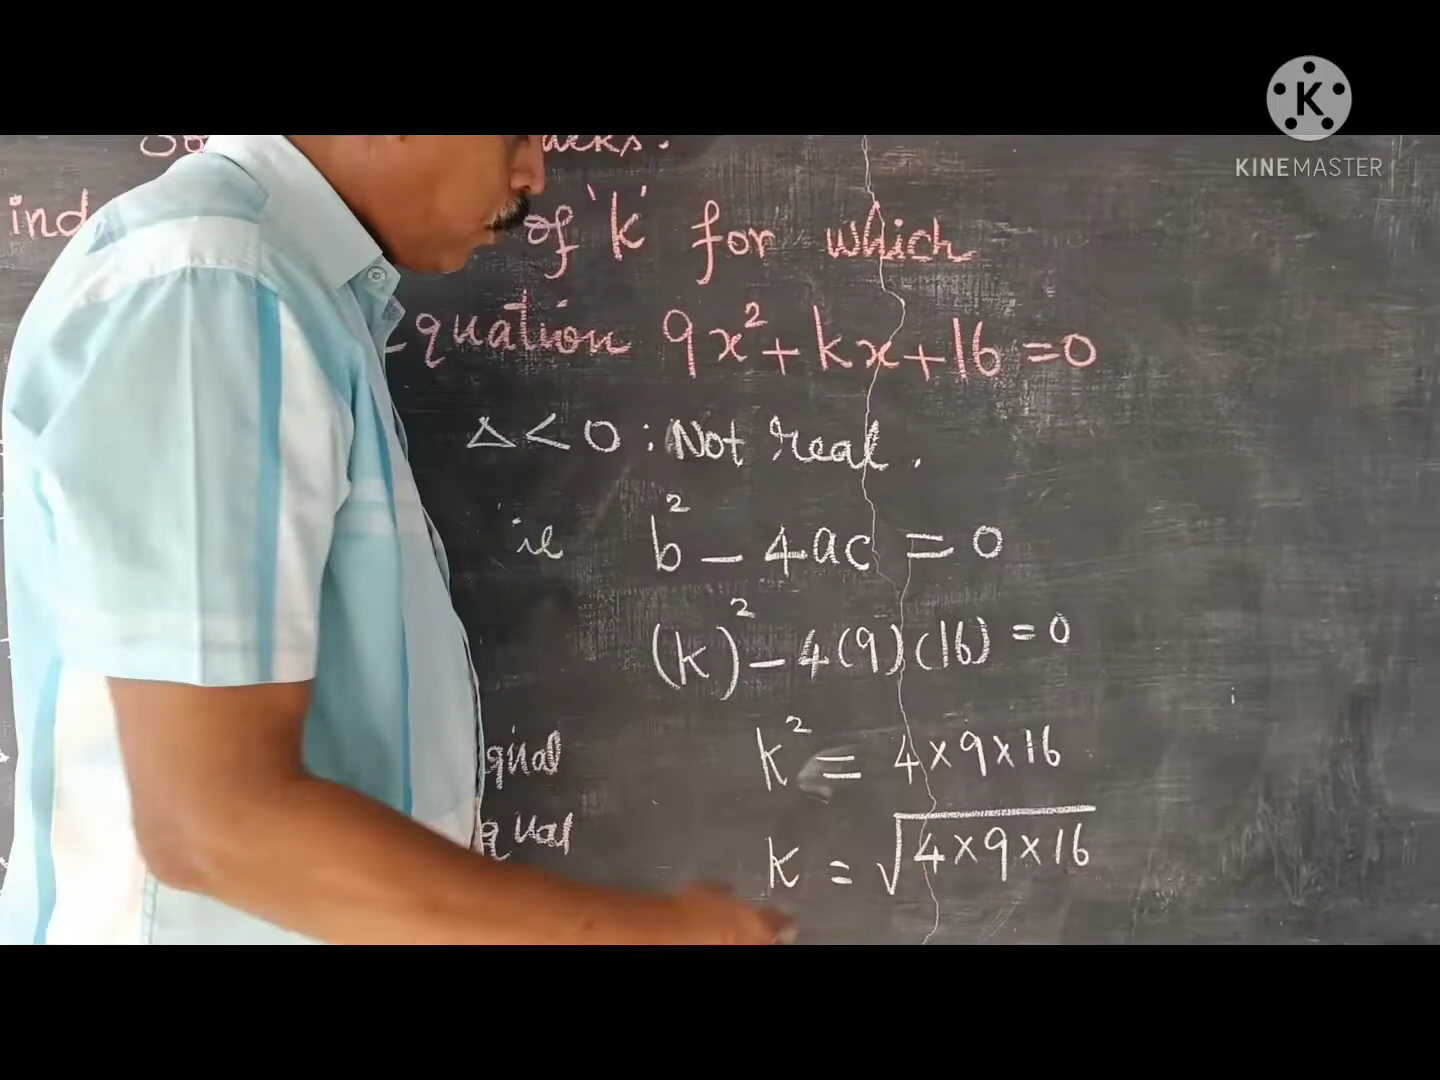 K
KINEMASTER
of 'k' for which
Equation 9x² + kx + 16 = 0
Δ < 0 : Not real.
ie b² - 4ac = 0
(k)² - 4(9)(16) = 0
k² = 4×9×16
k = √4×9×16